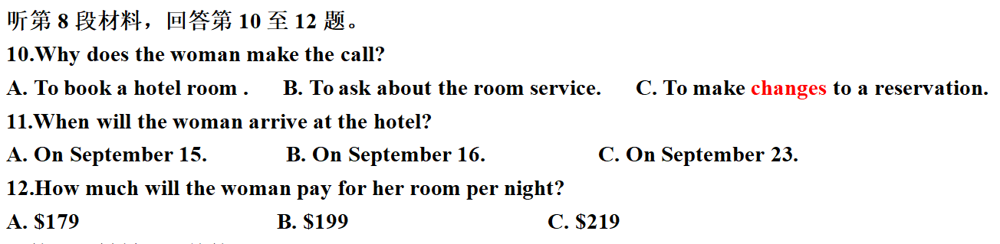 听第 8 段材料，回答第 10 至 12 题。
10.Why does the woman make the call?
A. To book a hotel room . B. To ask about the room service. C. To make changes to a reservation.
11.When will the woman arrive at the hotel?
A. On September 15. B. On September 16. C. On September 23.
12.How much will the woman pay for her room per night?
A. $179 B. $199 C. $219